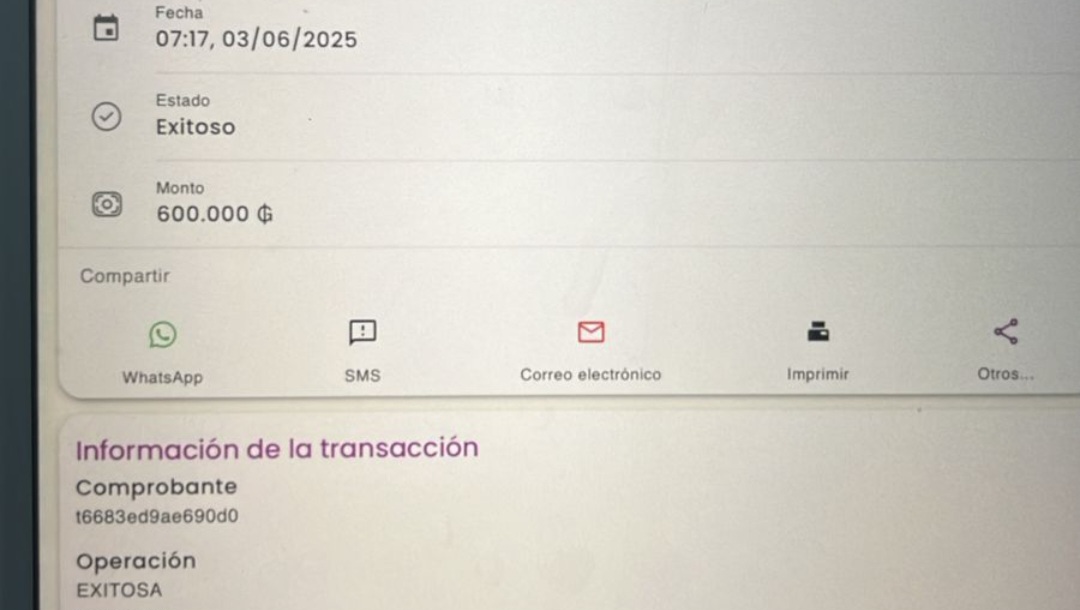 Fecha
07:17, 03/06/2025
Estado
Exitoso
Monto
600.000 ₲
Compartir
WhatsApp
SMS
Correo electrónico
Imprimir
Otros...
Información de la transacción
Comprobante
t6683ed9ae690d0
Operación
EXITOSA